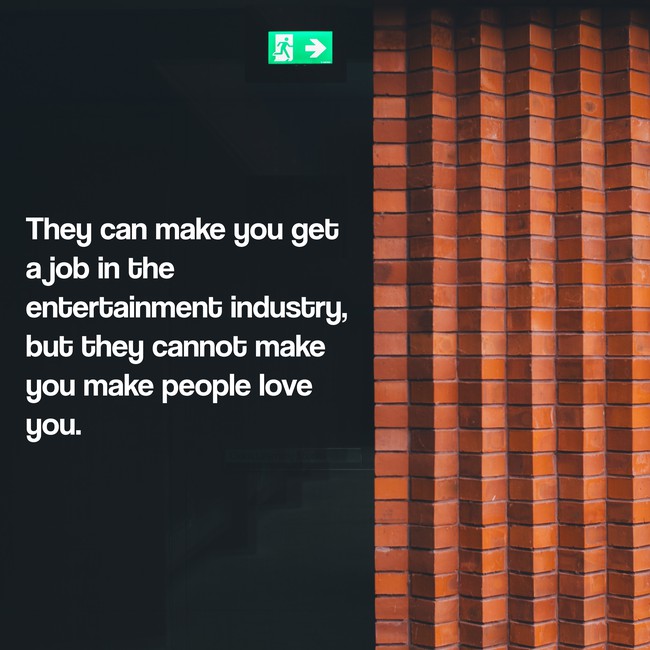 They can make you get
a job in the
entertainment industry,
but they cannot make
you make people love
you.